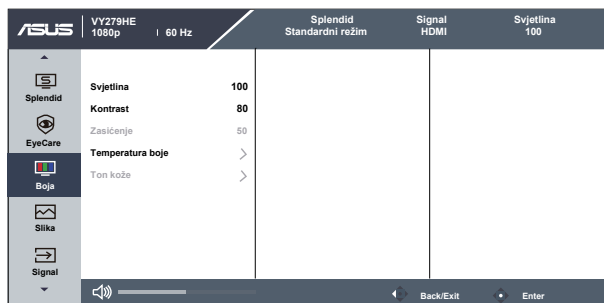 ASUS
VY279HE
1080p 60 Hz
Splendid
Standardni režim
Signal
HDMI
Svjetlina
100
Splendid
EyeCare
Boja
Slika
Signal
Svjetlina 100
Kontrast 80
Zasićenje 50
Temperatura boje
Ton kože
Back/Exit
Enter